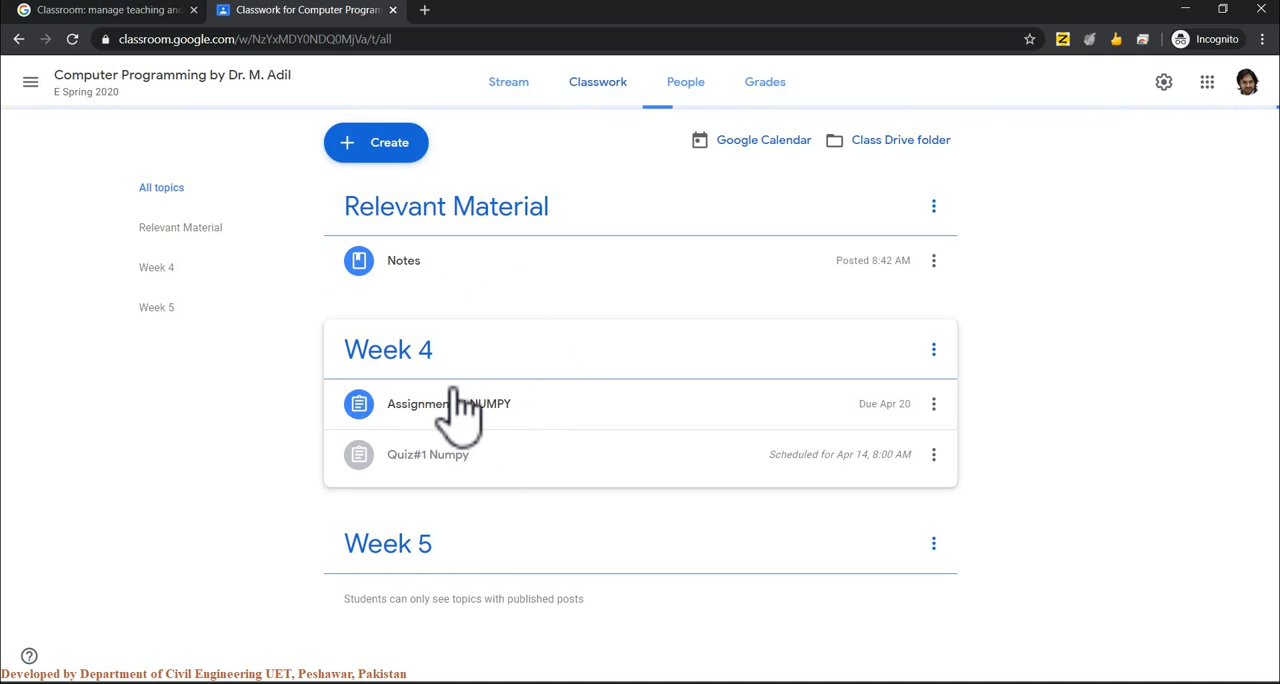 Classroom: manage teaching and
Classwork for Computer Program
classroom.google.com/w/NzYxMDY0NDQ0MjVa/t/all
Incognito
Computer Programming by Dr. M. Adil
E Spring 2020
Stream
Classwork
People
Grades
Create
Google Calendar
Class Drive folder
All topics
Relevant Material
Week 4
Week 5
Relevant Material
Notes
Posted 8:42 AM
Week 4
NUMPY
Due Apr 20
Quiz#1 Numpy
Scheduled for Apr 14, 8:00 AM
Week 5
Students can only see topics with published posts
Developed by Department of Civil Engineering UET, Peshawar, Pakistan